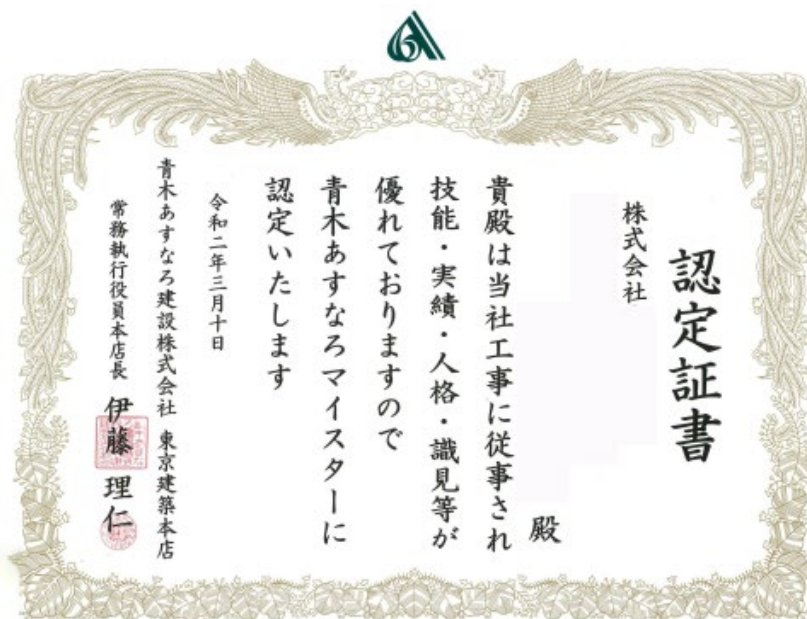 認定証書
株式会社
殿
貴殿は当社工事に従事され
技能・実績・人格・識見等が
優れておりますので
青木あすなろマイスターに
認定いたします
令和二年三月十日
青木あすなろ建設株式会社 東京建築本店
常務執行役員本店長 伊藤 理仁